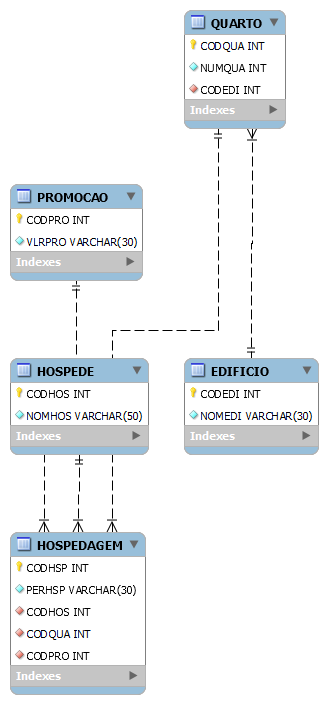 QUARTO
CODQUA INT
NUMQUA INT
CODEDI INT
Indexes
PROMOCAO
CODPRO INT
VLRPRO VARCHAR(30)
Indexes
HOSPEDE
CODHOS INT
NOMHOS VARCHAR(50)
Indexes
EDIFICIO
CODEDI INT
NOMEDI VARCHAR(30)
Indexes
HOSPEDAGEM
CODHSP INT
PERHSP VARCHAR(30)
CODHOS INT
CODQUA INT
CODPRO INT
Indexes